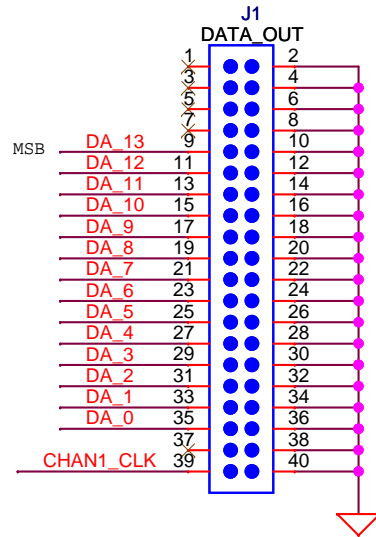 J1
DATA_OUT
1 2
3 4
5 6
7 8
MSB DA_13 9 10
DA_12 11 12
DA_11 13 14
DA_10 15 16
DA_9 17 18
DA_8 19 20
DA_7 21 22
DA_6 23 24
DA_5 25 26
DA_4 27 28
DA_3 29 30
DA_2 31 32
DA_1 33 34
DA_0 35 36
37 38
CHAN1_CLK 39 40